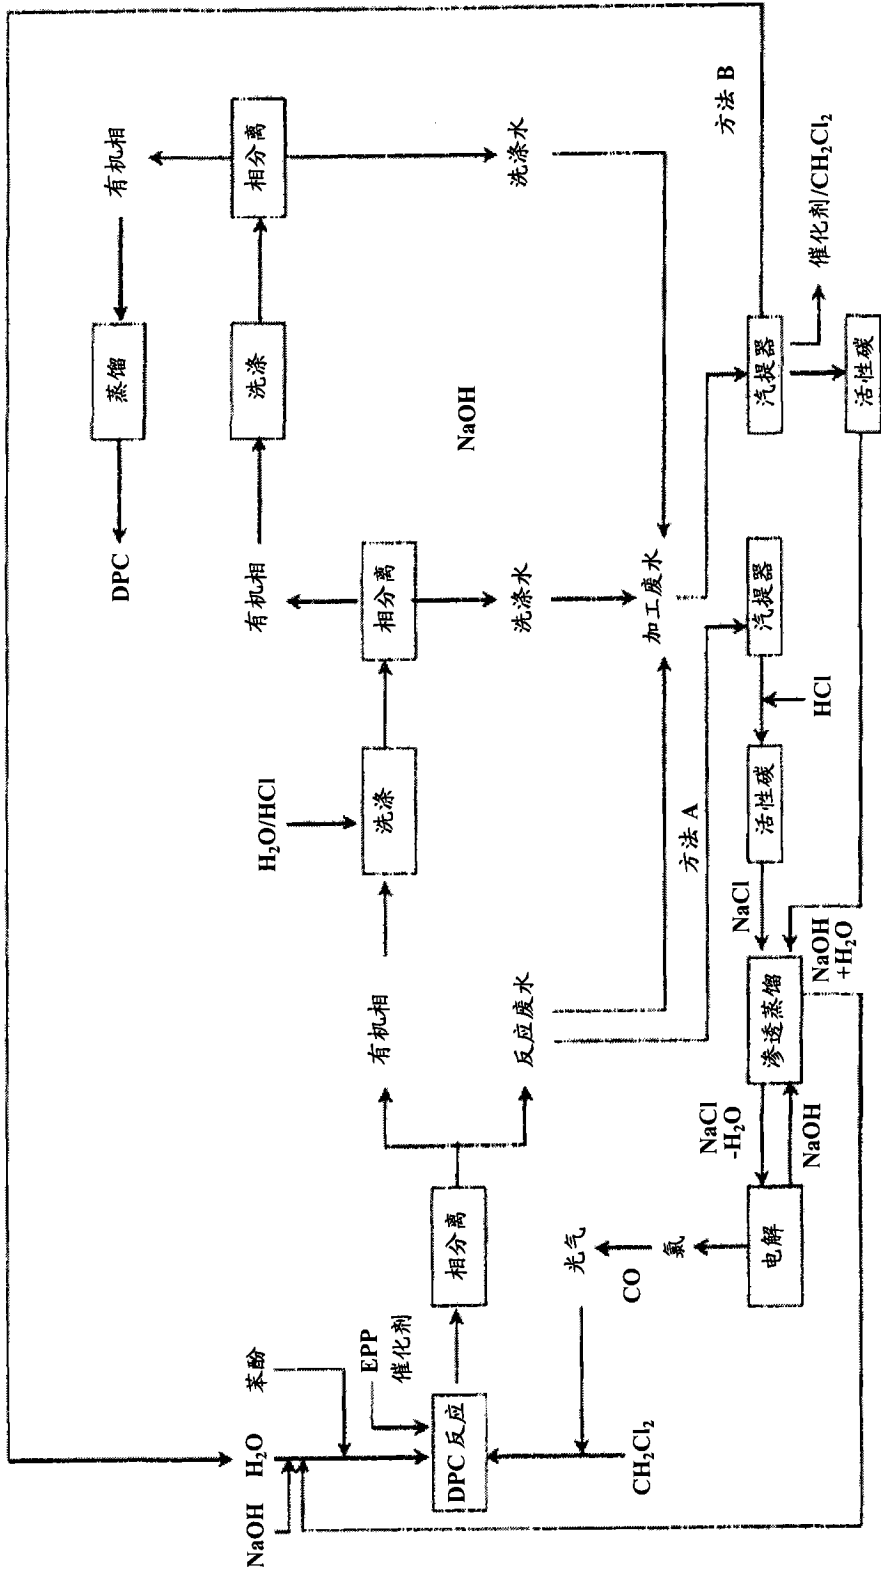 NaOH
H₂O
苯酚
EPP
催化剂
DPC 反应
CH₂Cl₂
光气
CO
氯
电解
相分离
有机相
反应废水
NaCl
-H₂O
NaOH
渗透蒸馏
NaOH
+H₂O
NaCl
活性碳
HCl
汽提器
方法 A
H₂O/HCl
洗涤
相分离
有机相
洗涤水
加工废水
NaOH
洗涤
相分离
有机相
蒸馏
DPC
洗涤水
方法 B
汽提器
催化剂/CH₂Cl₂
活性碳